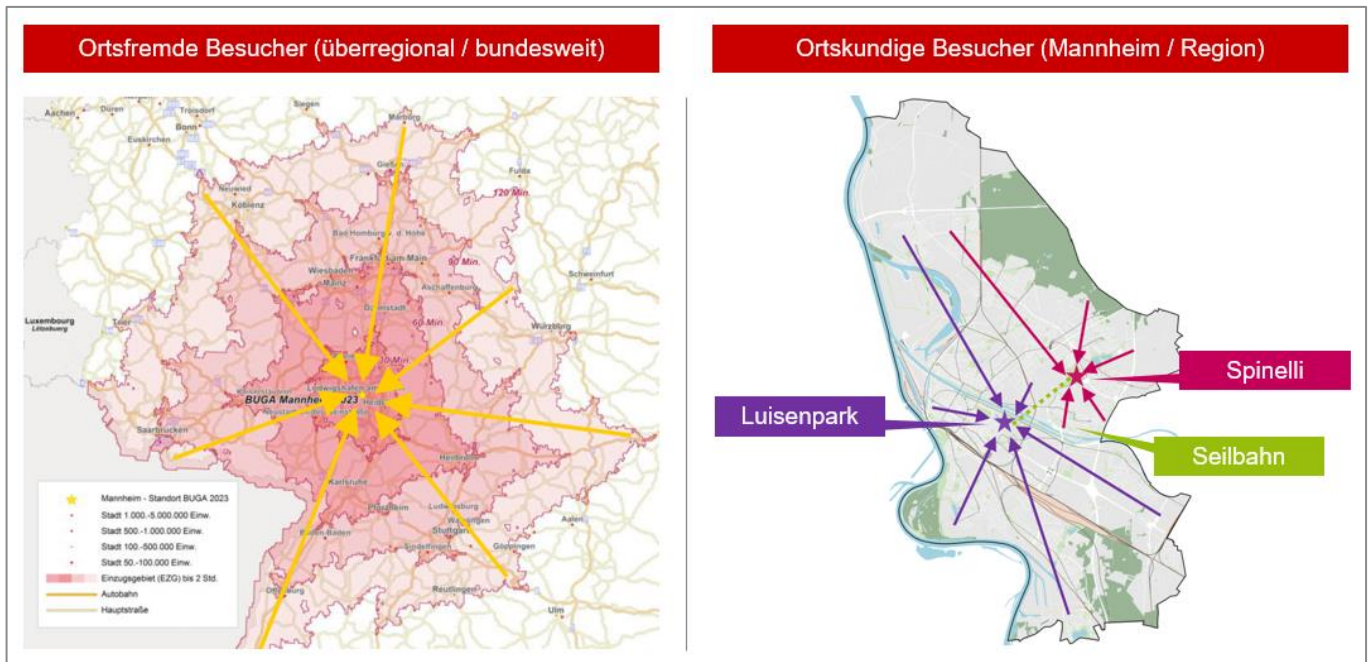 Ortsfremde Besucher (überregional / bundesweit)
Ortskundige Besucher (Mannheim / Region)
Siegen
Marburg
Aachen
Düren
Troisdorf
Bonn
Euskirchen
Gießen
Fulda
Neuwied
Koblenz
120 Min.
Bad Homburg v. d. Höhe
Frankfurt am Main
90 Min.
Wiesbaden
Mainz
Schweinfurt
Aschaffenburg
Darmstadt
Luxembourg
Lëtzebuerg
Trier
60 Min.
Würzburg
30 Min.
Kaiserslautern
Ludwigshafen am
BUGA Mannheim 2023
Saarbrücken
Heilbronn
Karlsruhe
Pforzheim
Ludwigsburg
Waiblingen
Stuttgart
Aalen
Baden-Baden
Sindelfingen
Göppingen
Offenburg
Reutlingen
Ulm
Mannheim - Standort BUGA 2023
Stadt 1.000.-5.000.000 Einw.
Stadt 500.-1.000.000 Einw.
Stadt 100.-500.000 Einw.
Stadt 50.-100.000 Einw.
Einzugsgebiet (EZG) bis 2 Std.
Autobahn
Hauptstraße
Spinelli
Luisenpark
Seilbahn